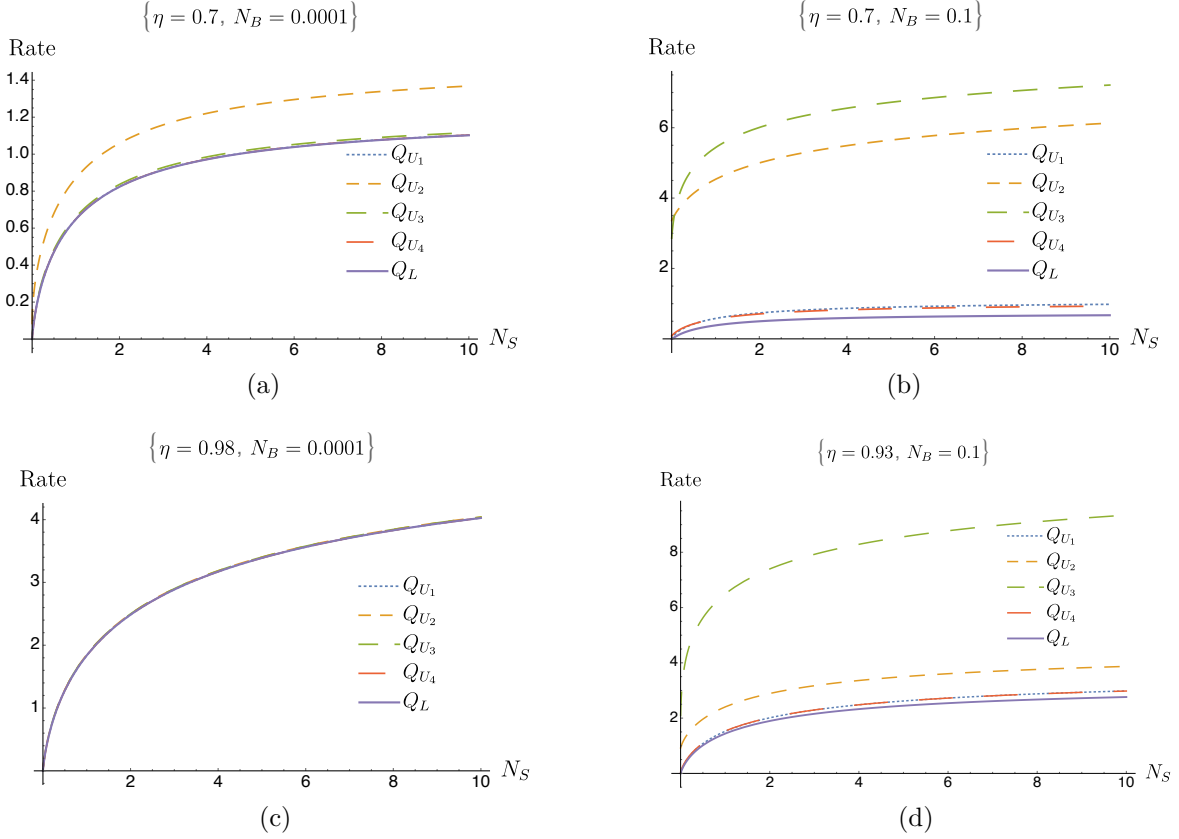 {η = 0.7, N_B = 0.0001}
Rate
1.4
1.2
1.0
0.8
0.6
0.4
0.2
2 4 6 8 10 N_S
Q_{U_1}
Q_{U_2}
Q_{U_3}
Q_{U_4}
Q_L
(a)
{η = 0.7, N_B = 0.1}
Rate
6
4
2
2 4 6 8 10 N_S
Q_{U_1}
Q_{U_2}
Q_{U_3}
Q_{U_4}
Q_L
(b)
{η = 0.98, N_B = 0.0001}
Rate
4
3
2
1
0 2 4 6 8 10 N_S
Q_{U_1}
Q_{U_2}
Q_{U_3}
Q_{U_4}
Q_L
(c)
{η = 0.93, N_B = 0.1}
Rate
8
6
4
2
0 2 4 6 8 10 N_S
Q_{U_1}
Q_{U_2}
Q_{U_3}
Q_{U_4}
Q_L
(d)